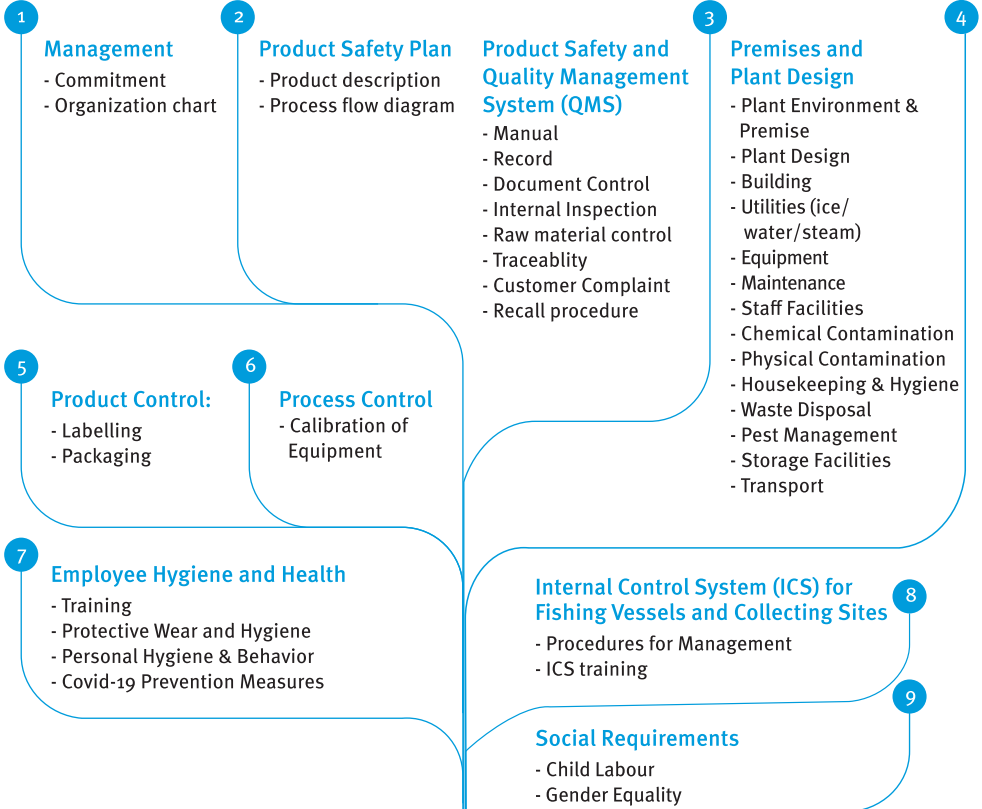 1
Management
- Commitment
- Organization chart
2
Product Safety Plan
- Product description
- Process flow diagram
3
Product Safety and
Quality Management
System (QMS)
- Manual
- Record
- Document Control
- Internal Inspection
- Raw material control
- Traceablity
- Customer Complaint
- Recall procedure
4
Premises and
Plant Design
- Plant Environment &
Premise
- Plant Design
- Building
- Utilities (ice/
water/steam)
- Equipment
- Maintenance
- Staff Facilities
- Chemical Contamination
- Physical Contamination
- Housekeeping & Hygiene
- Waste Disposal
- Pest Management
- Storage Facilities
- Transport
5
Product Control:
- Labelling
- Packaging
6
Process Control
- Calibration of
Equipment
7
Employee Hygiene and Health
- Training
- Protective Wear and Hygiene
- Personal Hygiene & Behavior
- Covid-19 Prevention Measures
8
Internal Control System (ICS) for
Fishing Vessels and Collecting Sites
- Procedures for Management
- ICS training
9
Social Requirements
- Child Labour
- Gender Equality